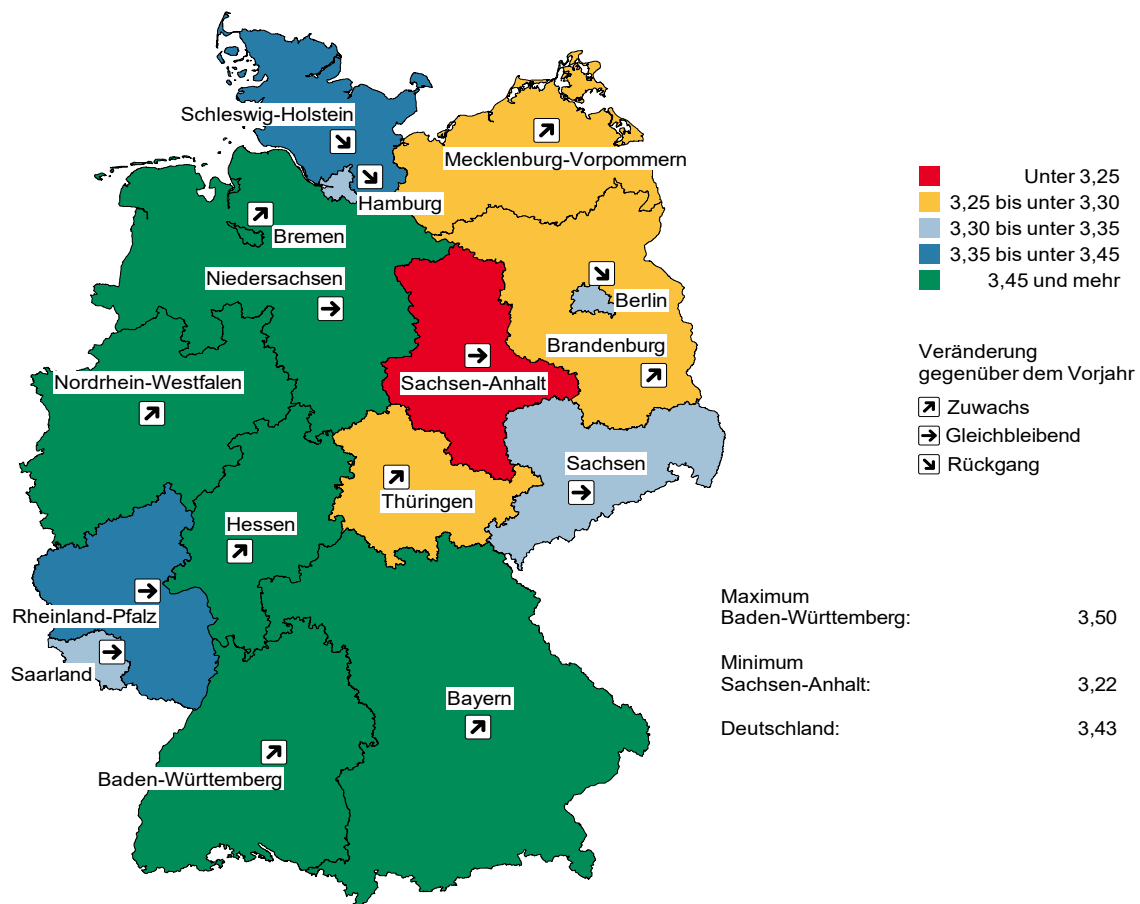 Schleswig-Holstein
Mecklenburg-Vorpommern
Hamburg
Bremen
Niedersachsen
Berlin
Brandenburg
Nordrhein-Westfalen
Sachsen-Anhalt
Sachsen
Thüringen
Hessen
Rheinland-Pfalz
Saarland
Bayern
Baden-Württemberg
Unter 3,25
3,25 bis unter 3,30
3,30 bis unter 3,35
3,35 bis unter 3,45
3,45 und mehr
Veränderung
gegenüber dem Vorjahr
Zuwachs
Gleichbleibend
Rückgang
Maximum
Baden-Württemberg: 3,50
Minimum
Sachsen-Anhalt: 3,22
Deutschland: 3,43